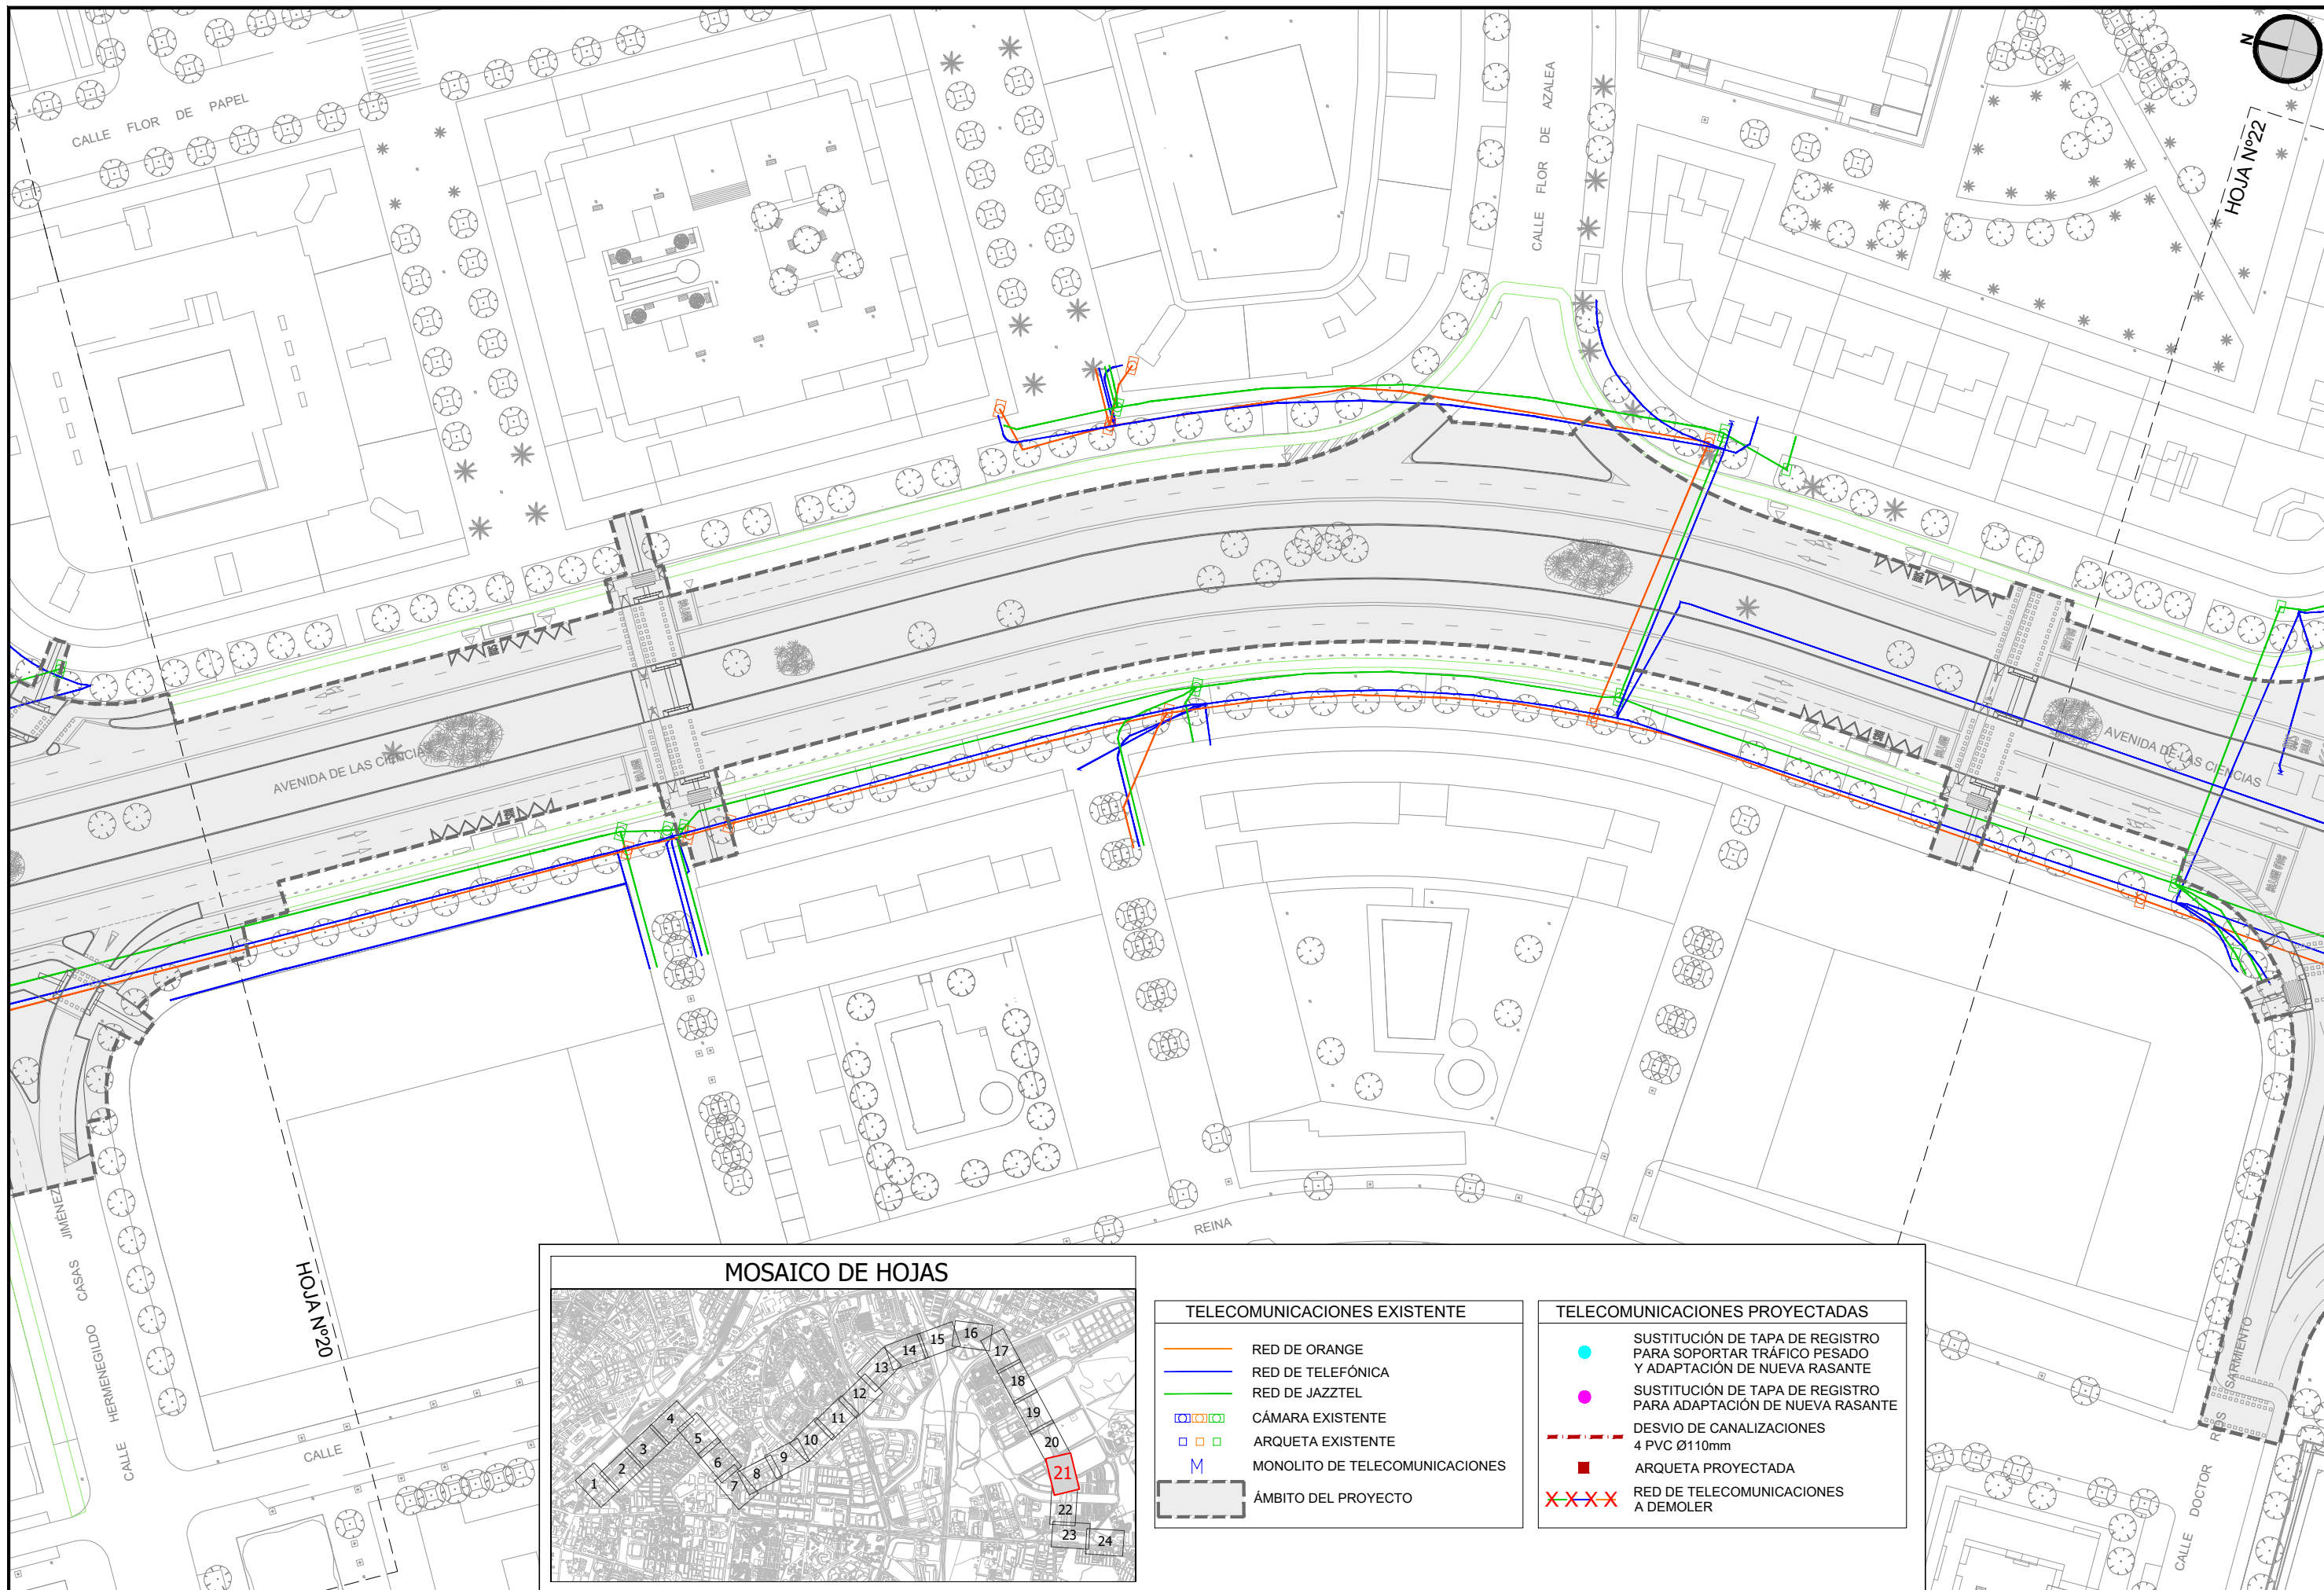 N
CALLE FLOR DE PAPEL
CALLE FLOR DE AZALEA
HOJA Nº22
AVENIDA DE LAS CIENCIA
AVENIDA DE LAS CIENCIAS
CALLE HERMENEGILDO CASAS JIMÉNEZ
HOJA Nº20
CALLE
REINA
CALLE DOCTOR RÍOS SARMIENTO
MOSAICO DE HOJAS
1
2
3
4
5
6
7
8
9
10
11
12
13
14
15
16
17
18
19
20
21
22
23
24
TELECOMUNICACIONES EXISTENTE
RED DE ORANGE
RED DE TELEFÓNICA
RED DE JAZZTEL
CÁMARA EXISTENTE
ARQUETA EXISTENTE
M MONOLITO DE TELECOMUNICACIONES
ÁMBITO DEL PROYECTO
TELECOMUNICACIONES PROYECTADAS
SUSTITUCIÓN DE TAPA DE REGISTRO
PARA SOPORTAR TRÁFICO PESADO
Y ADAPTACIÓN DE NUEVA RASANTE
SUSTITUCIÓN DE TAPA DE REGISTRO
PARA ADAPTACIÓN DE NUEVA RASANTE
DESVIO DE CANALIZACIONES
4 PVC Ø110mm
ARQUETA PROYECTADA
X X X X RED DE TELECOMUNICACIONES
A DEMOLER